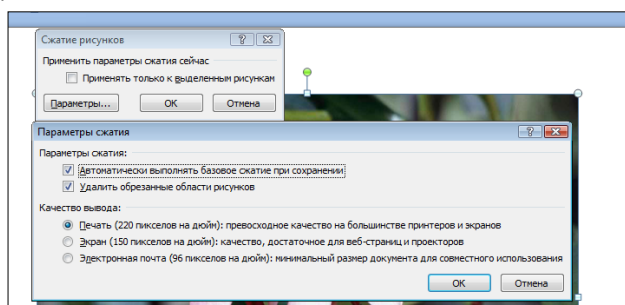 Сжатие рисунков
Применить параметры сжатия сейчас
Применять только к выделенным рисункам
Параметры...
ОК
Отмена
Параметры сжатия
Параметры сжатия:
Автоматически выполнять базовое сжатие при сохранении
Удалить обрезанные области рисунков
Качество вывода:
Печать (220 пикселов на дюйм): превосходное качество на большинстве принтеров и экранов
Экран (150 пикселов на дюйм): качество, достаточное для веб-страниц и проекторов
Электронная почта (96 пикселов на дюйм): минимальный размер документа для совместного использования
ОК
Отмена